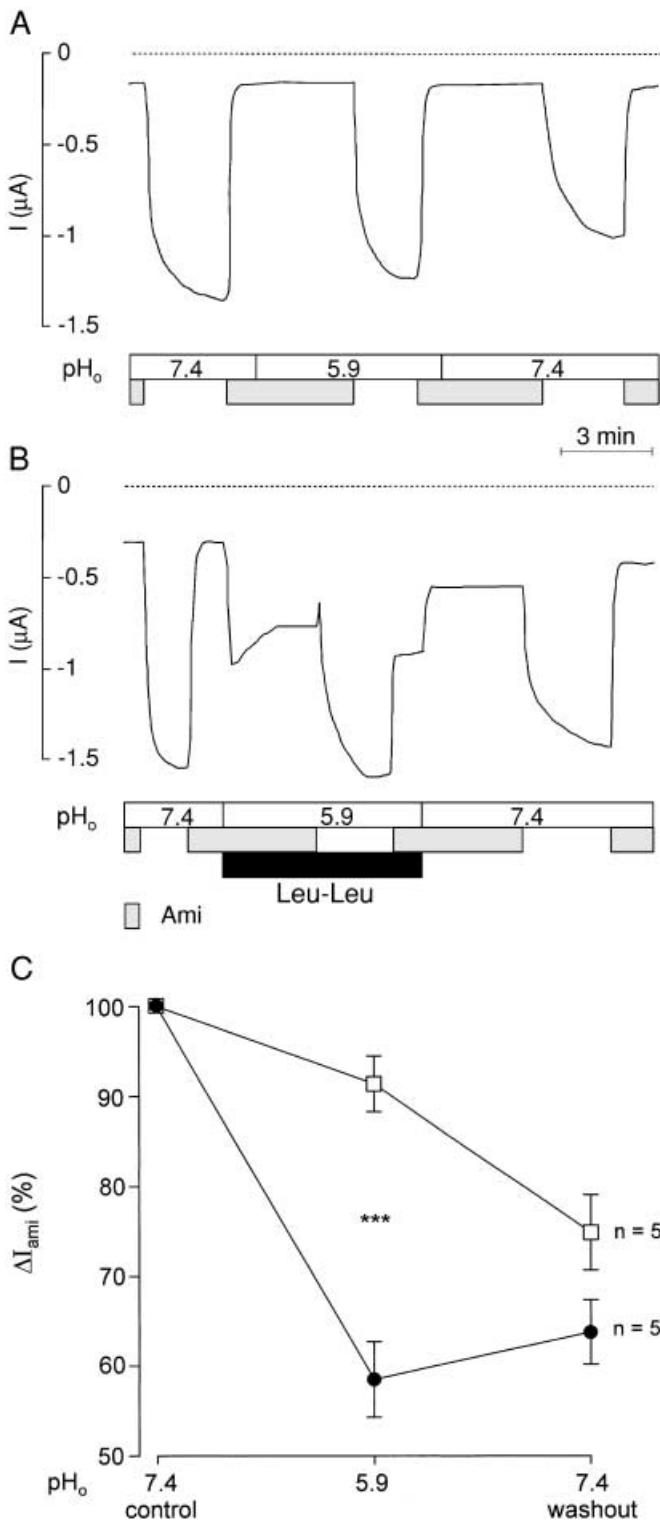 A
0
-0.5
-1
-1.5
I (μA)
pHo 7.4 5.9 7.4
3 min
B
0
-0.5
-1
-1.5
I (μA)
pHo 7.4 5.9 7.4
Leu-Leu
Ami
C
100
90
80
70
60
50
ΔIami (%)
***
n = 5
n = 5
pHo 7.4 5.9 7.4
control washout